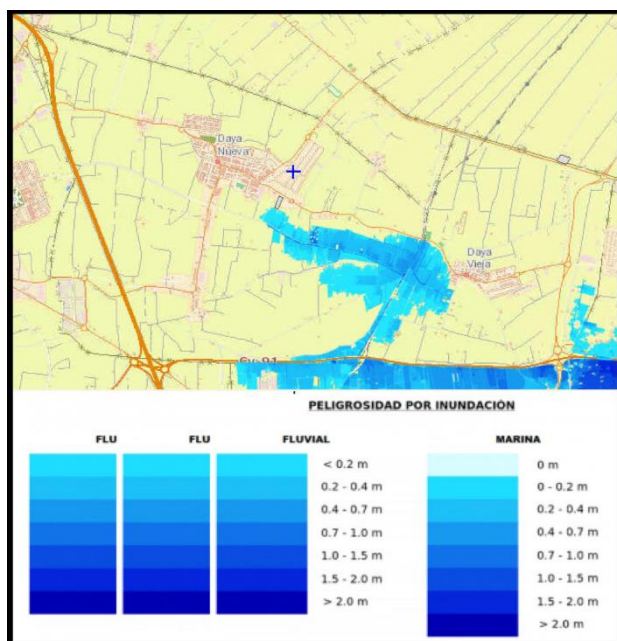 Daya
Nueva
Daya
Vieja
PELIGROSIDAD POR INUNDACIÓN
FLU FLU FLUVIAL MARINA
< 0.2 m
0.2 - 0.4 m
0.4 - 0.7 m
0.7 - 1.0 m
1.0 - 1.5 m
1.5 - 2.0 m
> 2.0 m
0 m
0 - 0.2 m
0.2 - 0.4 m
0.4 - 0.7 m
0.7 - 1.0 m
1.0 - 1.5 m
1.5 - 2.0 m
> 2.0 m